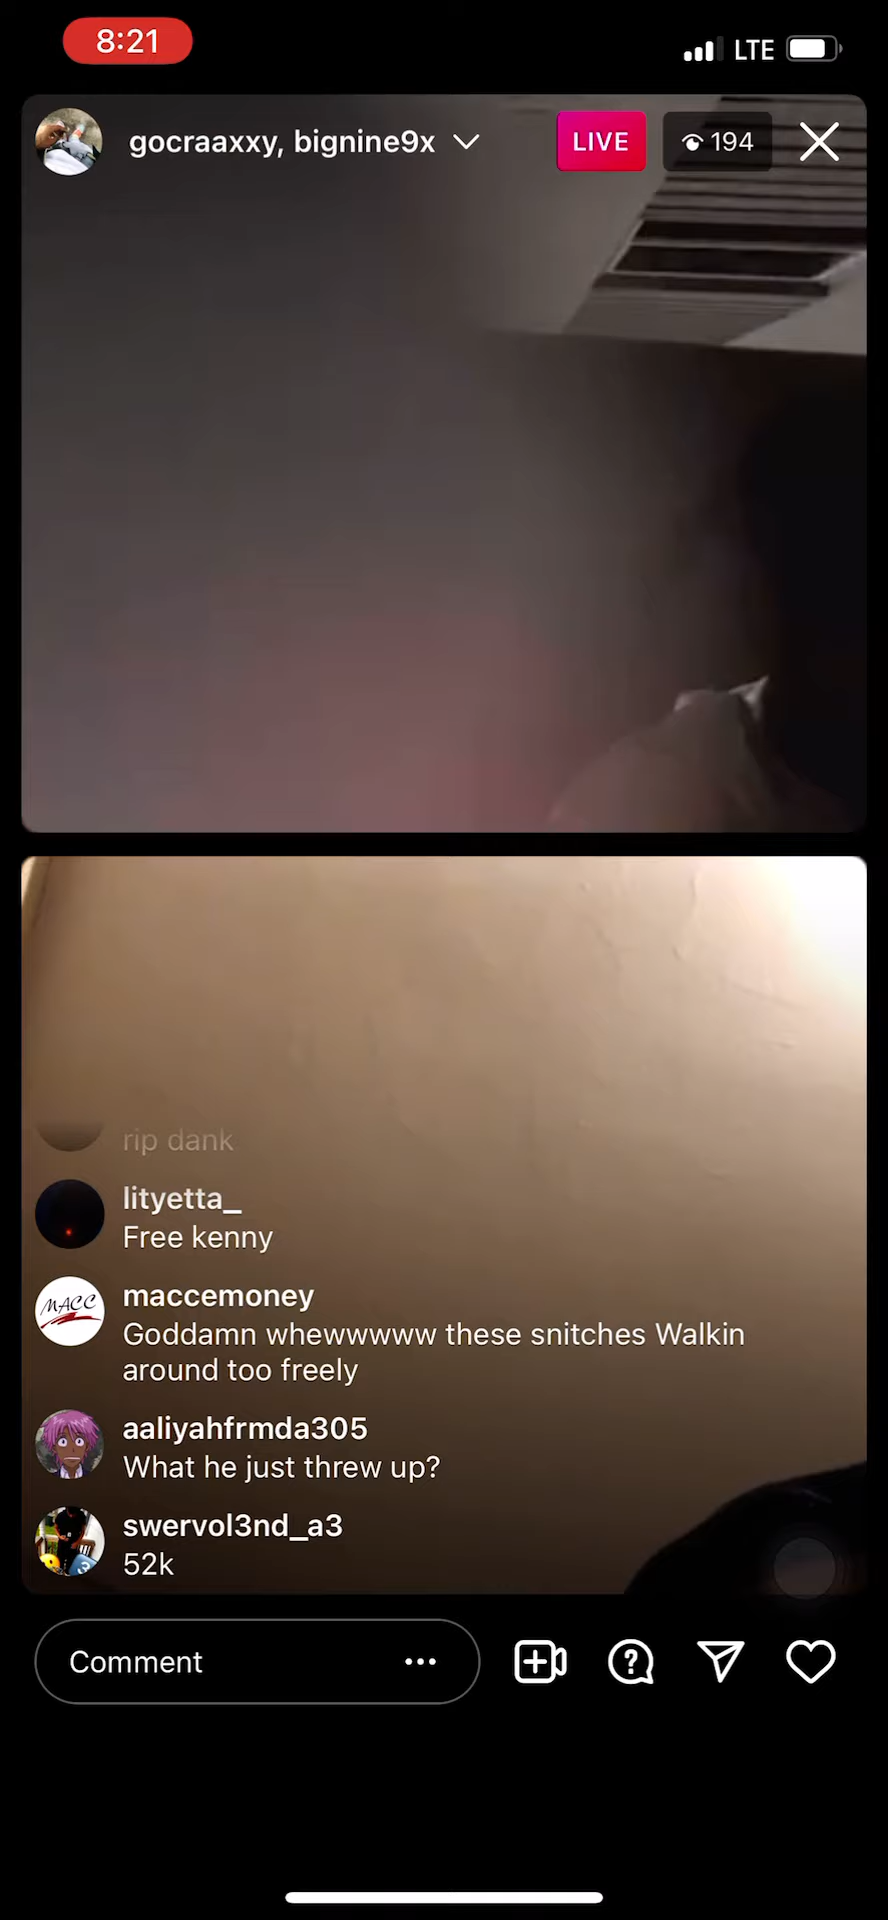 8:21
LTE
gocraaxxy, bignine9x
LIVE
194
rip dank
lityetta_
Free kenny
MACC
maccemoney
Goddamn whewwwww these snitches Walkin
around too freely
aaliyahfrmda305
What he just threw up?
swervol3nd_a3
52k
Comment